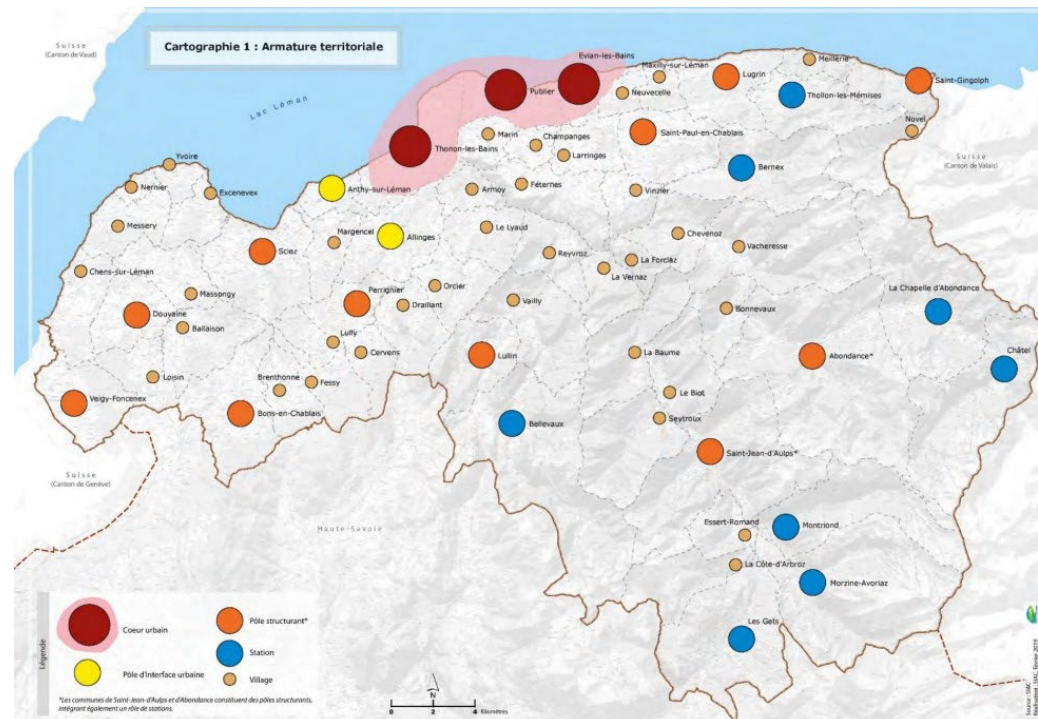 Suisse
(Canton de Vaud)
Cartographie 1 : Armature territoriale
Evian-les-Bains
Maxilly-sur-Léman
Meillerie
Lugrin
Saint-Gingolph
Publier
Neuvecelle
Thollon-les-Mémises
Lac Léman
Novel
Marin
Saint-Paul-en-Chablais
Champanges
Thonon-les-Bains
Larringes
Suisse
(Canton de Valais)
Yvoire
Bernex
Nernier
Excenevex
Anthy-sur-Léman
Armoy
Féternes
Vinzier
Messery
Margencel
Allinges
Le Lyaud
Chevenoz
Vacheresse
Sciez
Reyvroz
La Forclaz
La Vernaz
Chens-sur-Léman
Massongy
Orcier
Perrignier
Draillant
Vailly
La Chapelle d'Abondance
Bonnevaux
Douvaine
Ballaison
Lully
Cervens
Lullin
La Baume
Abondance*
Châtel
Loisin
Brenthonne
Fessy
Le Biot
Veigy-Foncenex
Bons-en-Chablais
Bellevaux
Seytroux
Saint-Jean-d'Aulps*
Suisse
(Canton de Genève)
Haute-Savoie
Essert-Romand
Montriond
La Côte-d'Arbroz
Morzine-Avoriaz
Les Gets
Légende
Coeur urbain
Pôle d'interface urbaine
Pôle structurant*
Station
Village
*Les communes de Saint-Jean-d'Aulps et d'Abondance constituent des pôles structurants,
intégrant également un rôle de stations.
N
0 2 4 Kilomètres
Source : SIAC
Réalisation : SIAC, février 2019